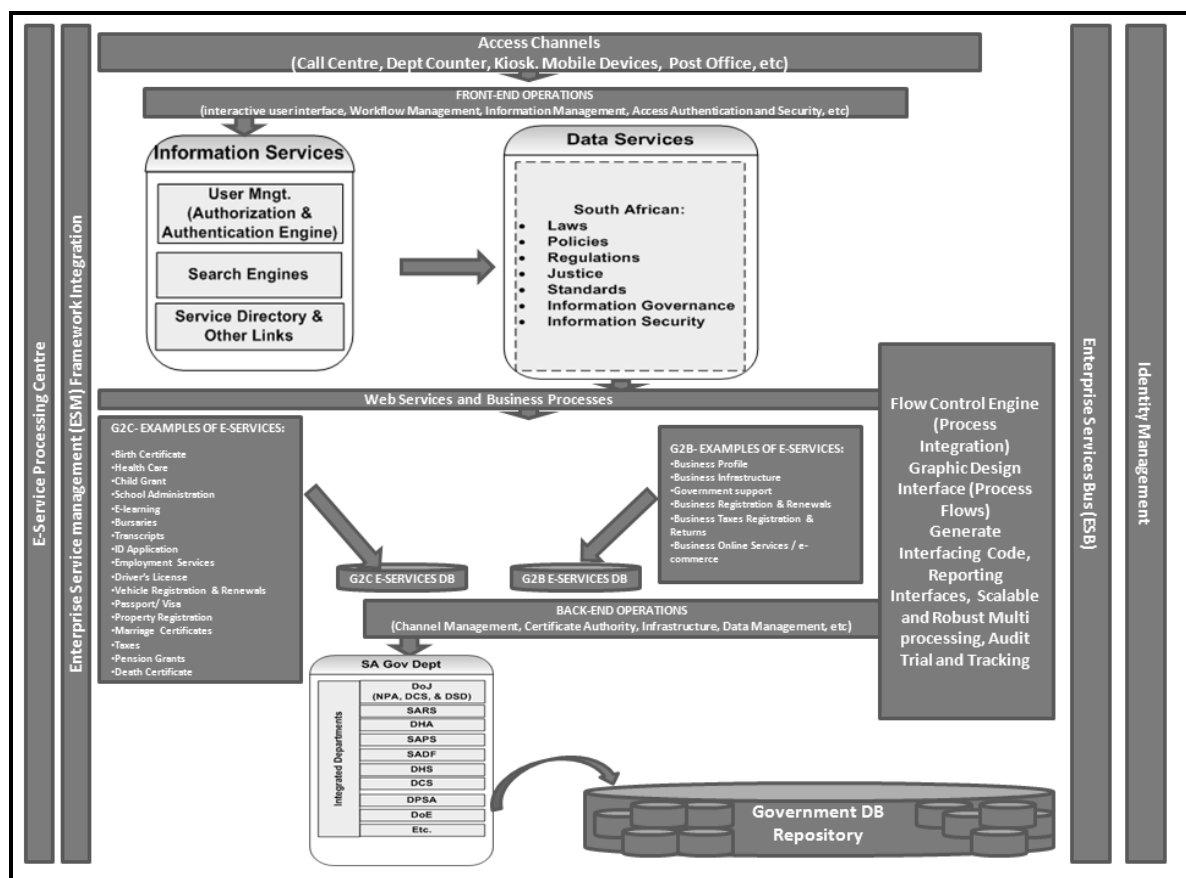 Access Channels
(Call Centre, Dept Counter, Kiosk. Mobile Devices, Post Office, etc)
FRONT-END OPERATIONS
(interactive user interface, Workflow Management, Information Management, Access Authentication and Security, etc)
Information Services
User Mngt.
(Authorization &
Authentication Engine)
Search Engines
Service Directory &
Other Links
Data Services
South African:
• Laws
• Policies
• Regulations
• Justice
• Standards
• Information Governance
• Information Security
E-Service Processing Centre
Enterprise Service management (ESM) Framework Integration
Enterprise Services Bus (ESB)
Identity Management
Web Services and Business Processes
G2C- EXAMPLES OF E-SERVICES:
•Birth Certificate
•Health Care
•Child Grant
•School Administration
•E-learning
•Bursaries
•Transcripts
•ID Application
•Employment Services
•Driver's License
•Vehicle Registration & Renewals
•Passport/ Visa
•Property Registration
•Marriage Certificates
•Taxes
•Pension Grants
•Death Certificate
G2B- EXAMPLES OF E-SERVICES:
•Business Profile
•Business Infrastructure
•Government support
•Business Registration & Renewals
•Business Taxes Registration &
Returns
•Business Online Services / e-
commerce
Flow Control Engine
(Process
Integration)
Graphic Design
Interface (Process
Flows)
Generate
Interfacing Code,
Reporting
Interfaces, Scalable
and Robust Multi
processing, Audit
Trial and Tracking
G2C E-SERVICES DB
G2B E-SERVICES DB
BACK-END OPERATIONS
(Channel Management, Certificate Authority, Infrastructure, Data Management, etc)
SA Gov Dept
Integrated Departments
DoJ
(NPA, DCS, & DSD)
SARS
DHA
SAPS
SADF
DHS
DCS
DPSA
DoE
Etc.
Government DB
Repository